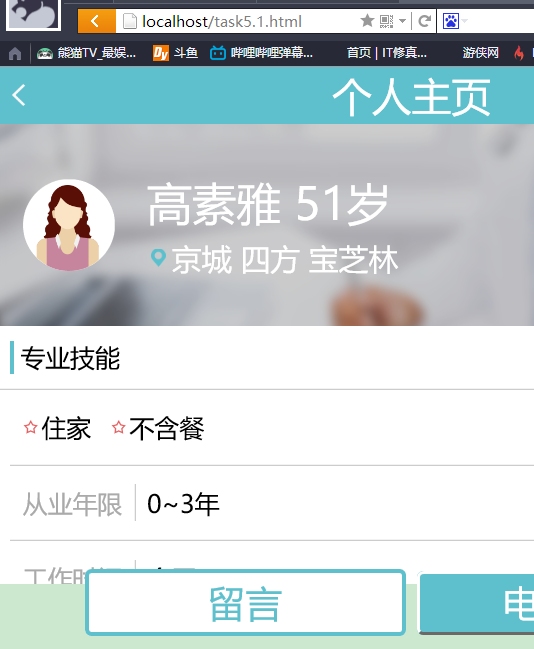 localhost/task5.1.html
熊猫TV_最娱... 斗鱼 哔哩哔哩弹幕... 首页 | IT修真... 游侠网
个人主页
高素雅 51岁
京城 四方 宝芝林
专业技能
住家 不含餐
从业年限 0~3年
留言 电